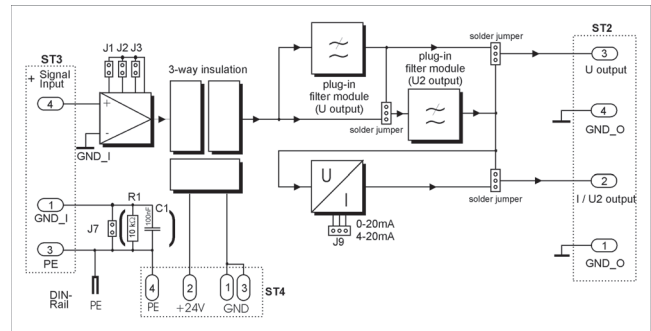 ST3
+ Signal
Input
4
J1 J2 J3
+
-
GND_I
3-way insulation
plug-in
filter module
(U output)
solder jumper
plug-in
filter module
(U2 output)
solder jumper
ST2
3
U output
4
GND_O
2
I / U2 output
1
GND_O
solder jumper
U
I
0-20mA
4-20mA
J9
1
GND_I
J7
R1
10 kΩ
100nF
C1
3
PE
DIN-
Rail
PE
4
PE
2
+24V
1
3
GND
ST4